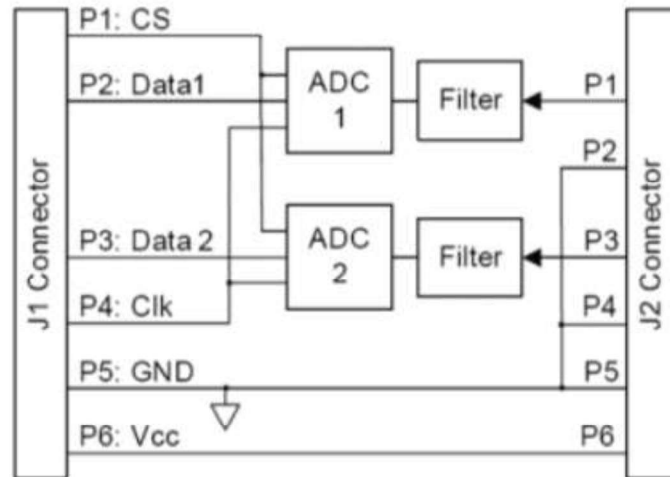 P1: CS
P2: Data1
ADC
1
Filter
P1
P2
J1 Connector
P3: Data 2
ADC
2
Filter
P3
J2 Connector
P4: Clk
P4
P5: GND
P5
P6: Vcc
P6